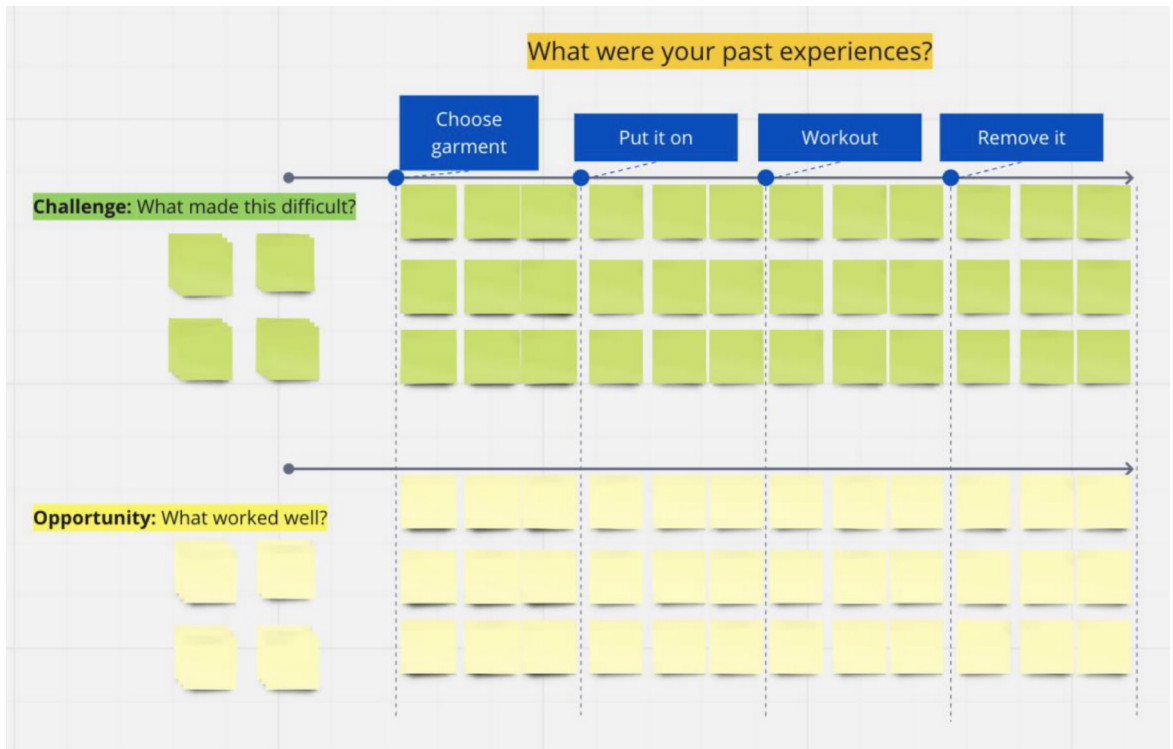 What were your past experiences?
Choose
garment
Put it on
Workout
Remove it
Challenge: What made this difficult?
Opportunity: What worked well?